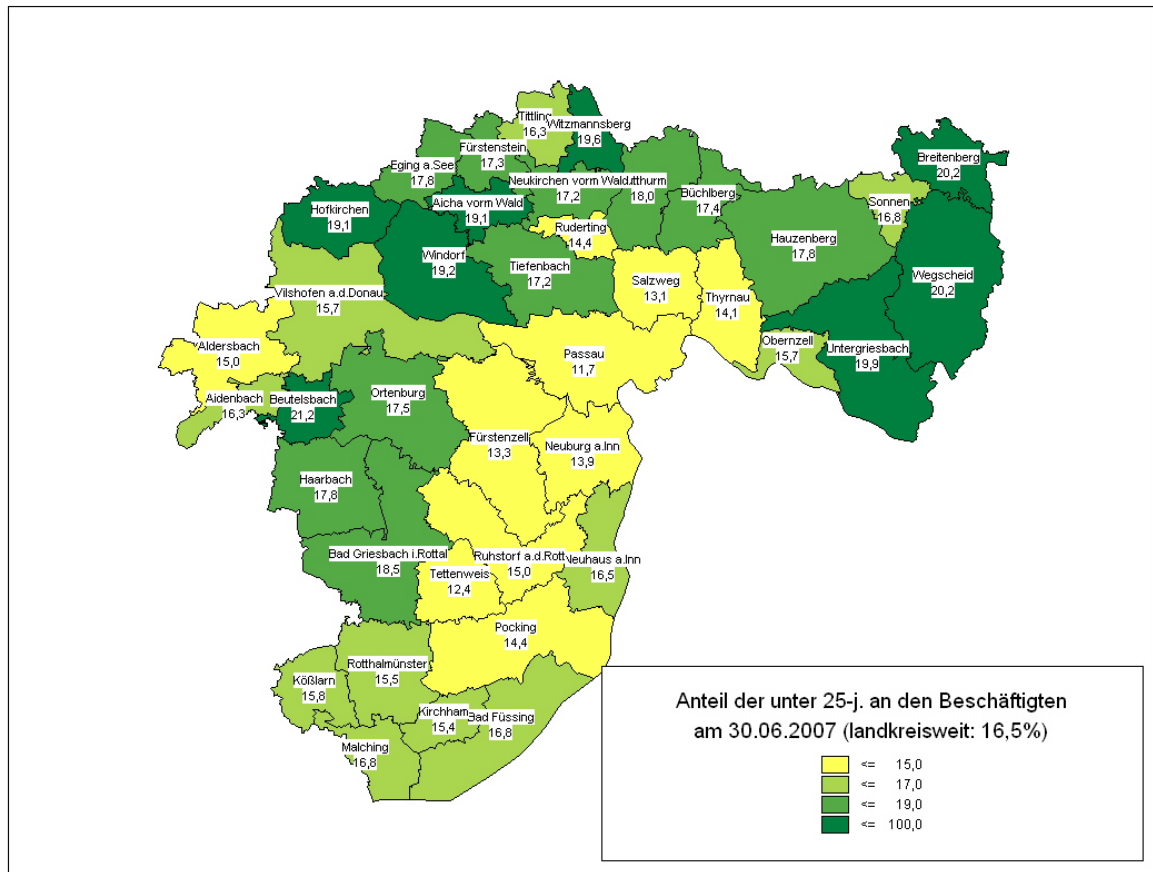 Tittling
16,3
Witzmannsberg
19,6
Fürstenstein
17,3
Eging a.See
17,8
Neukirchen vorm Wald
17,2
utthurm
18,0
Büchlberg
17,4
Breitenberg
20,2
Sonnen
16,8
Hofkirchen
19,1
Aicha vorm Wald
19,1
Ruderting
14,4
Hauzenberg
17,8
Windorf
19,2
Tiefenbach
17,2
Salzweg
13,1
Thyrnau
14,1
Wegscheid
20,2
Vilshofen a.d.Donau
15,7
Aldersbach
15,0
Passau
11,7
Obernzell
15,7
Untergriesbach
19,9
Aidenbach
16,3
Beutelsbach
21,2
Ortenburg
17,5
Fürstenzell
13,3
Neuburg a.Inn
13,9
Haarbach
17,8
Bad Griesbach i.Rottal
18,5
Tettenweis
12,4
Ruhstorf a.d.Rott
15,0
Neuhaus a.Inn
16,5
Pocking
14,4
Rotthalmünster
15,5
Kößlarn
15,8
Kirchham
15,4
Bad Füssing
16,8
Malching
16,8
Anteil der unter 25-j. an den Beschäftigten
am 30.06.2007 (landkreisweit: 16,5%)
<= 15,0
<= 17,0
<= 19,0
<= 100,0